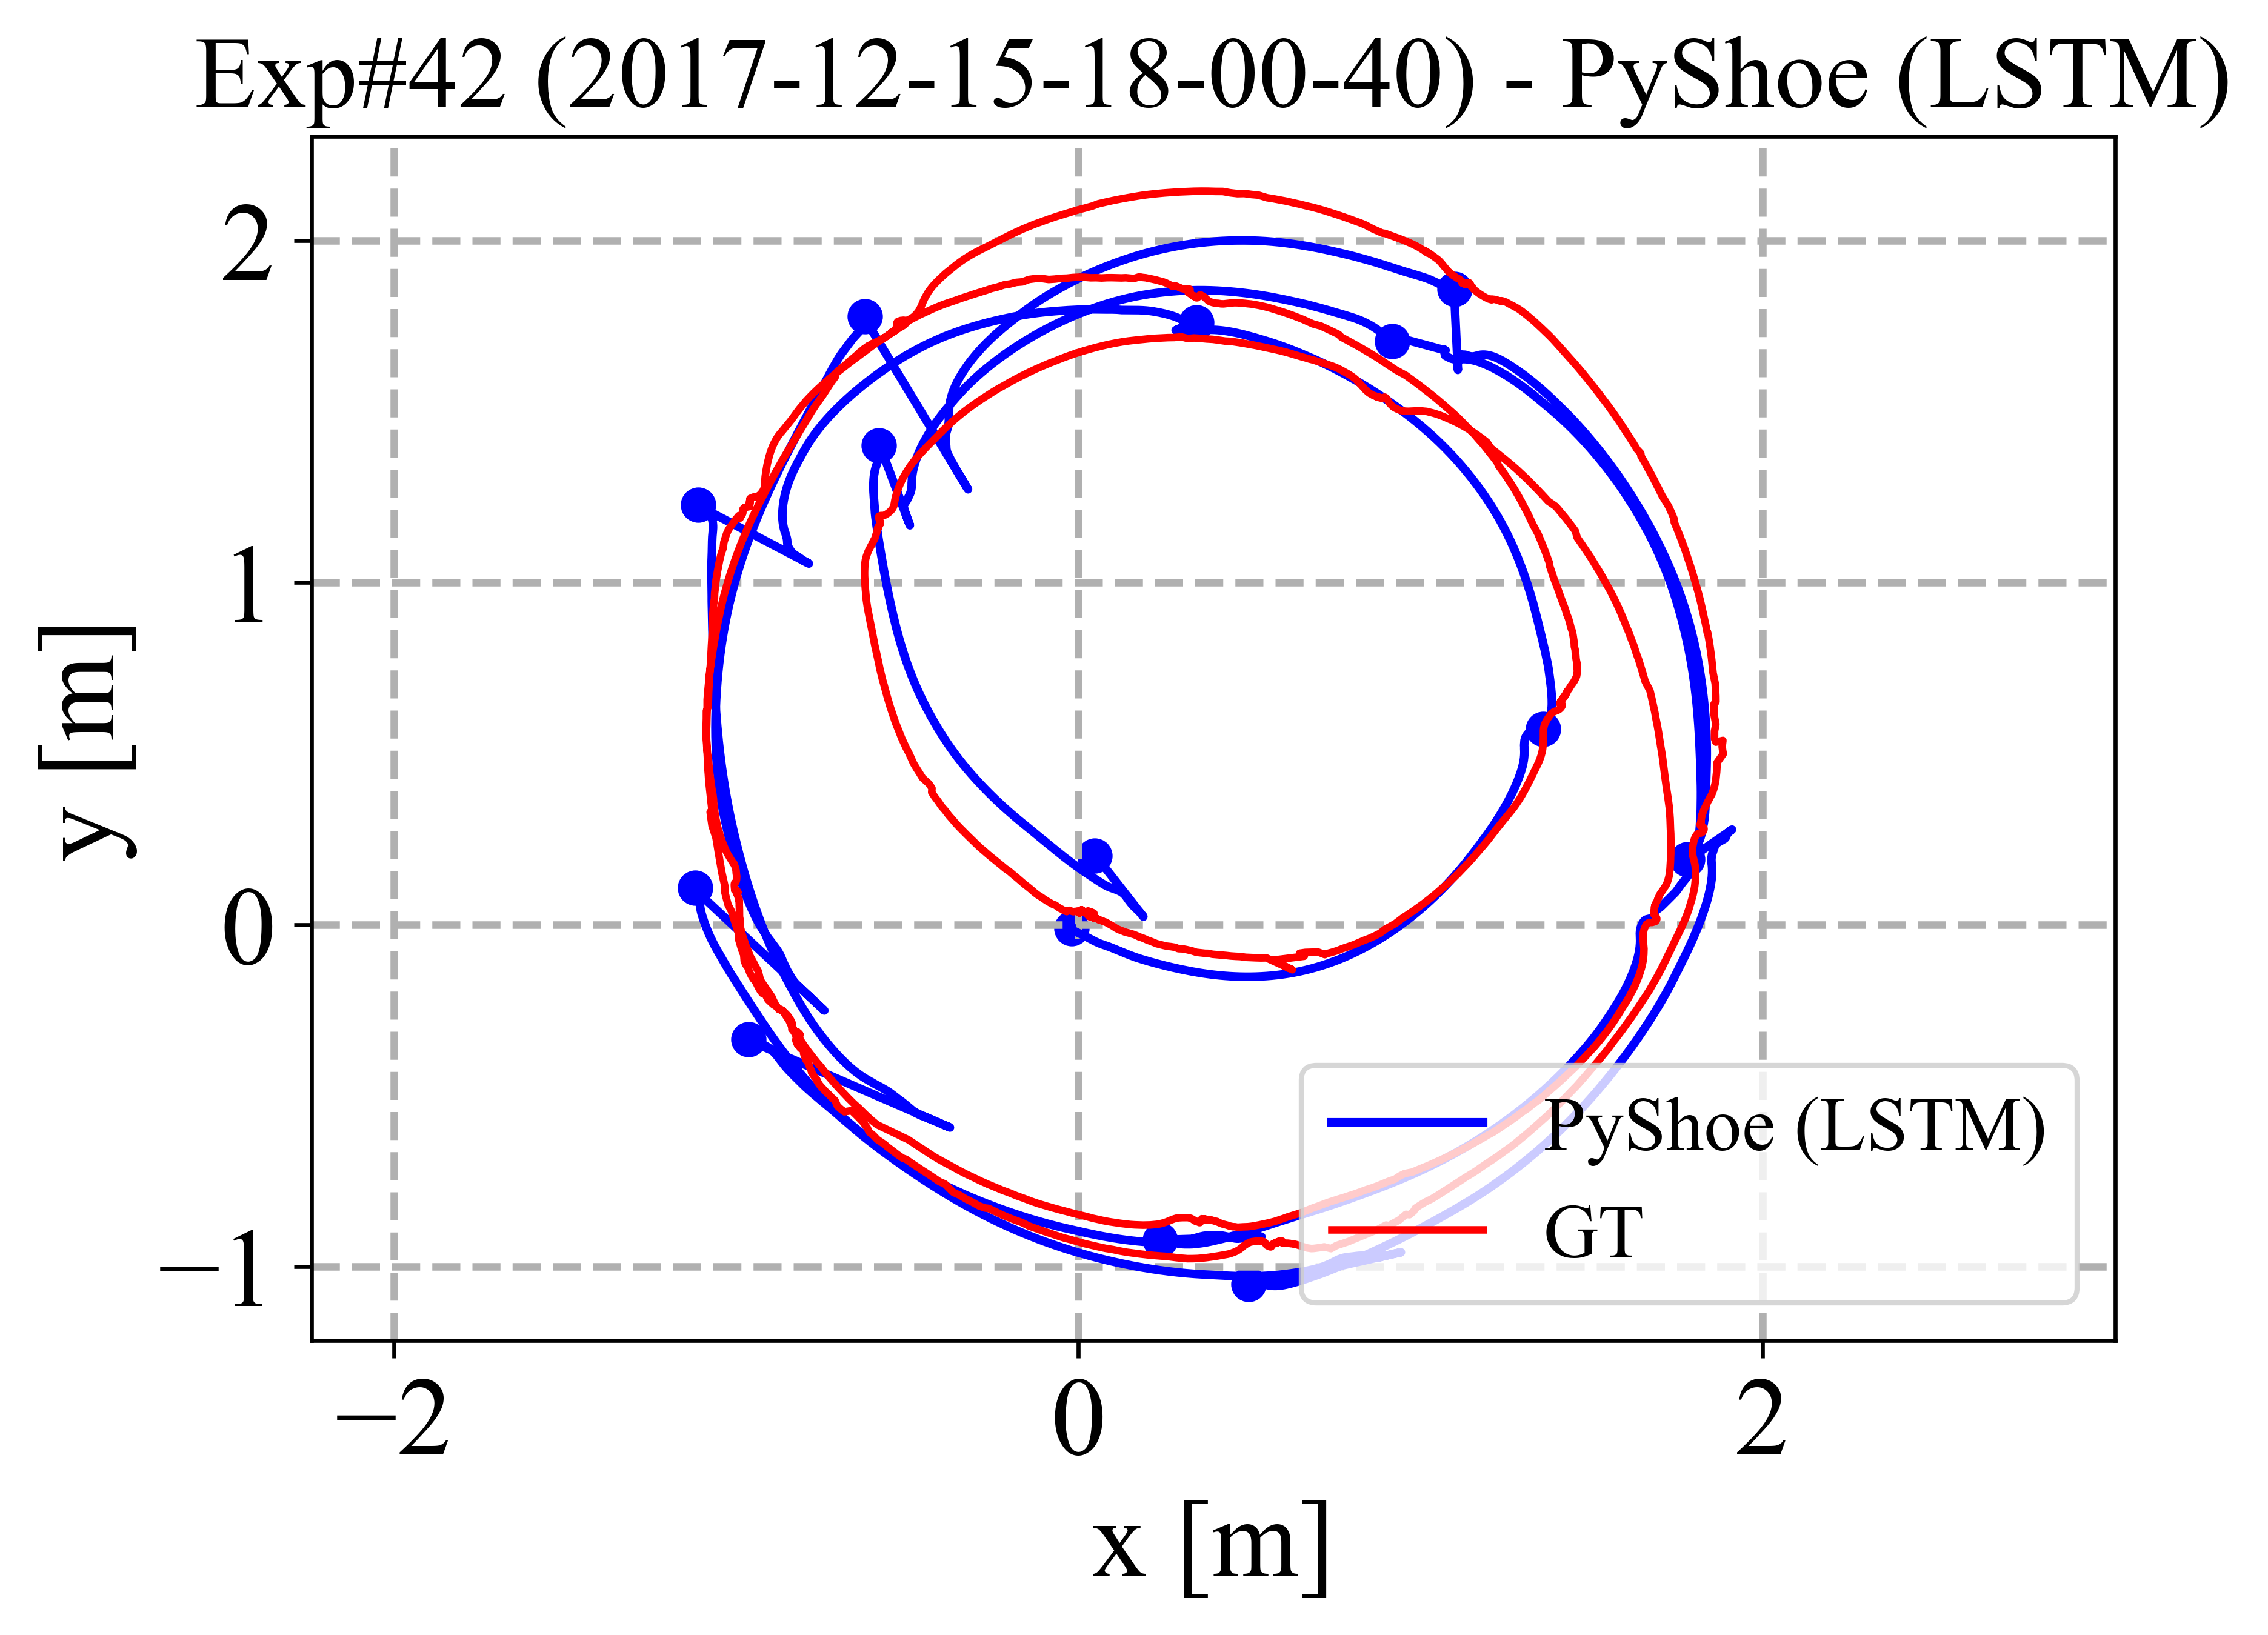 Exp#42 (2017-12-15-18-00-40) - PyShoe (LSTM)
2
1
0
−1
y [m]
−2
0
2
x [m]
PyShoe (LSTM)
GT